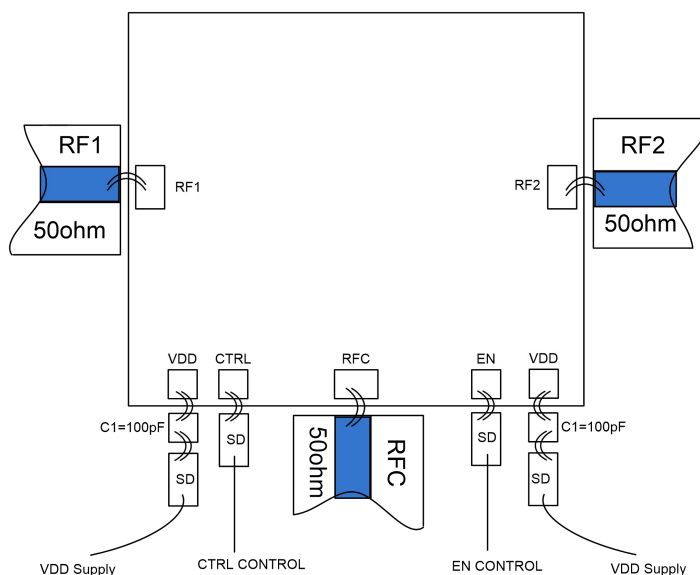 RF1
RF2
RF1
RF2
50ohm
50ohm
VDD
CTRL
RFC
EN
VDD
C1=100pF
SD
50ohm
RFC
SD
C1=100pF
SD
SD
VDD Supply
CTRL CONTROL
EN CONTROL
VDD Supply